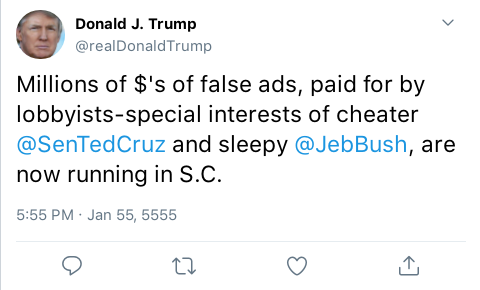 Donald J. Trump
@realDonaldTrump
Millions of $'s of false ads, paid for by
lobbyists-special interests of cheater
@SenTedCruz and sleepy @JebBush, are
now running in S.C.
5:55 PM · Jan 55, 5555